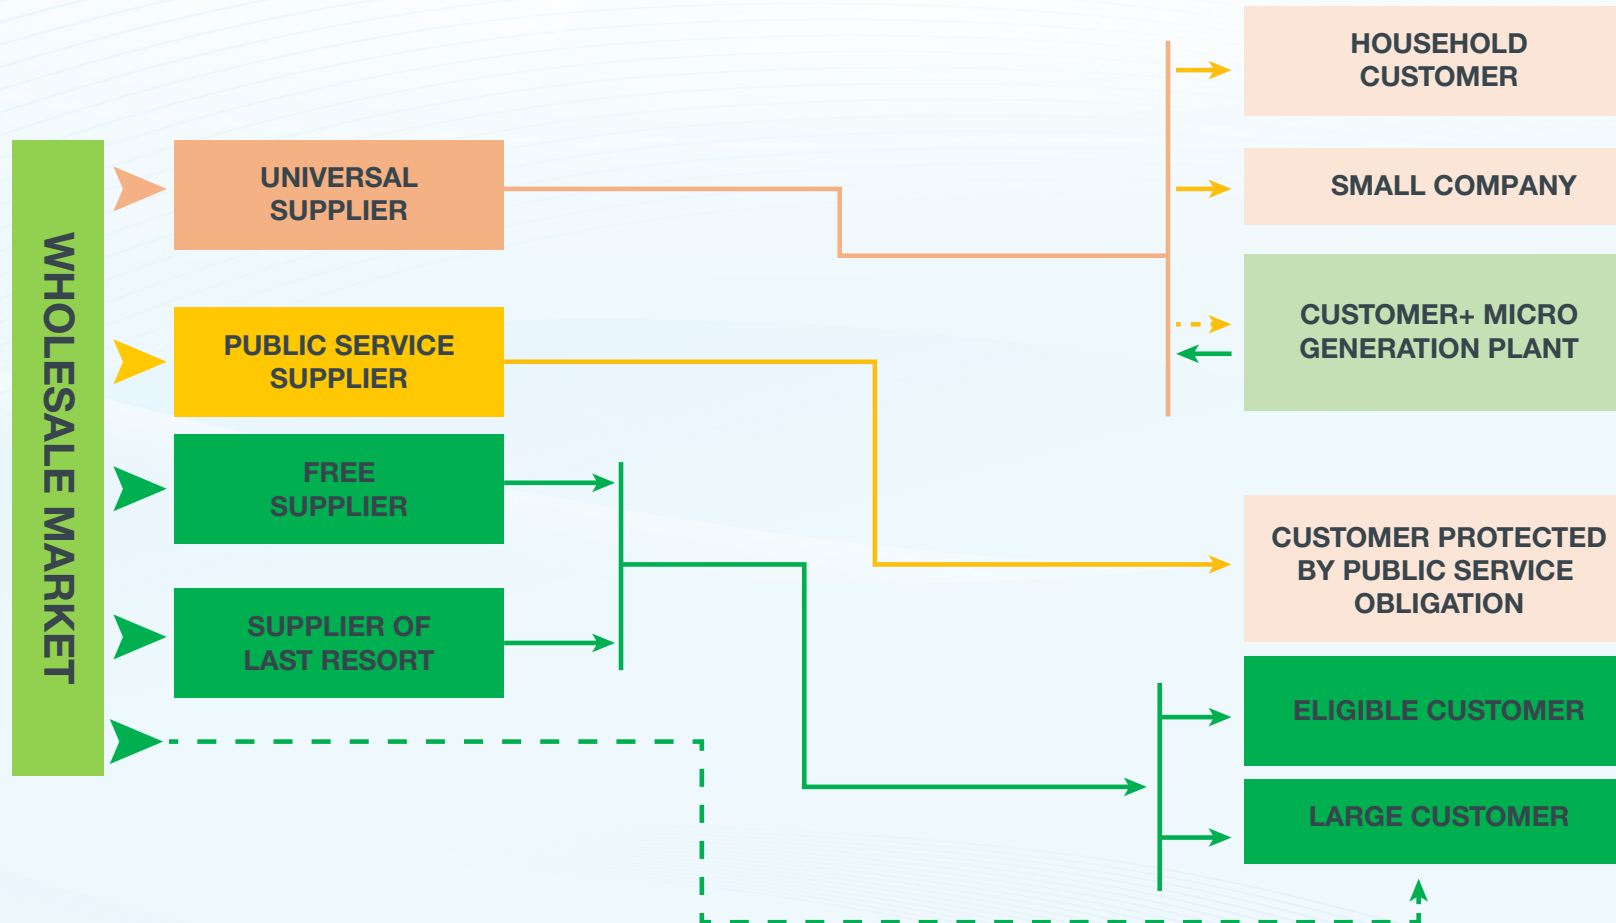 WHOLESALE MARKET
UNIVERSAL
SUPPLIER
PUBLIC SERVICE
SUPPLIER
FREE
SUPPLIER
SUPPLIER OF
LAST RESORT
HOUSEHOLD
CUSTOMER
SMALL COMPANY
CUSTOMER+ MICRO
GENERATION PLANT
CUSTOMER PROTECTED
BY PUBLIC SERVICE
OBLIGATION
ELIGIBLE CUSTOMER
LARGE CUSTOMER